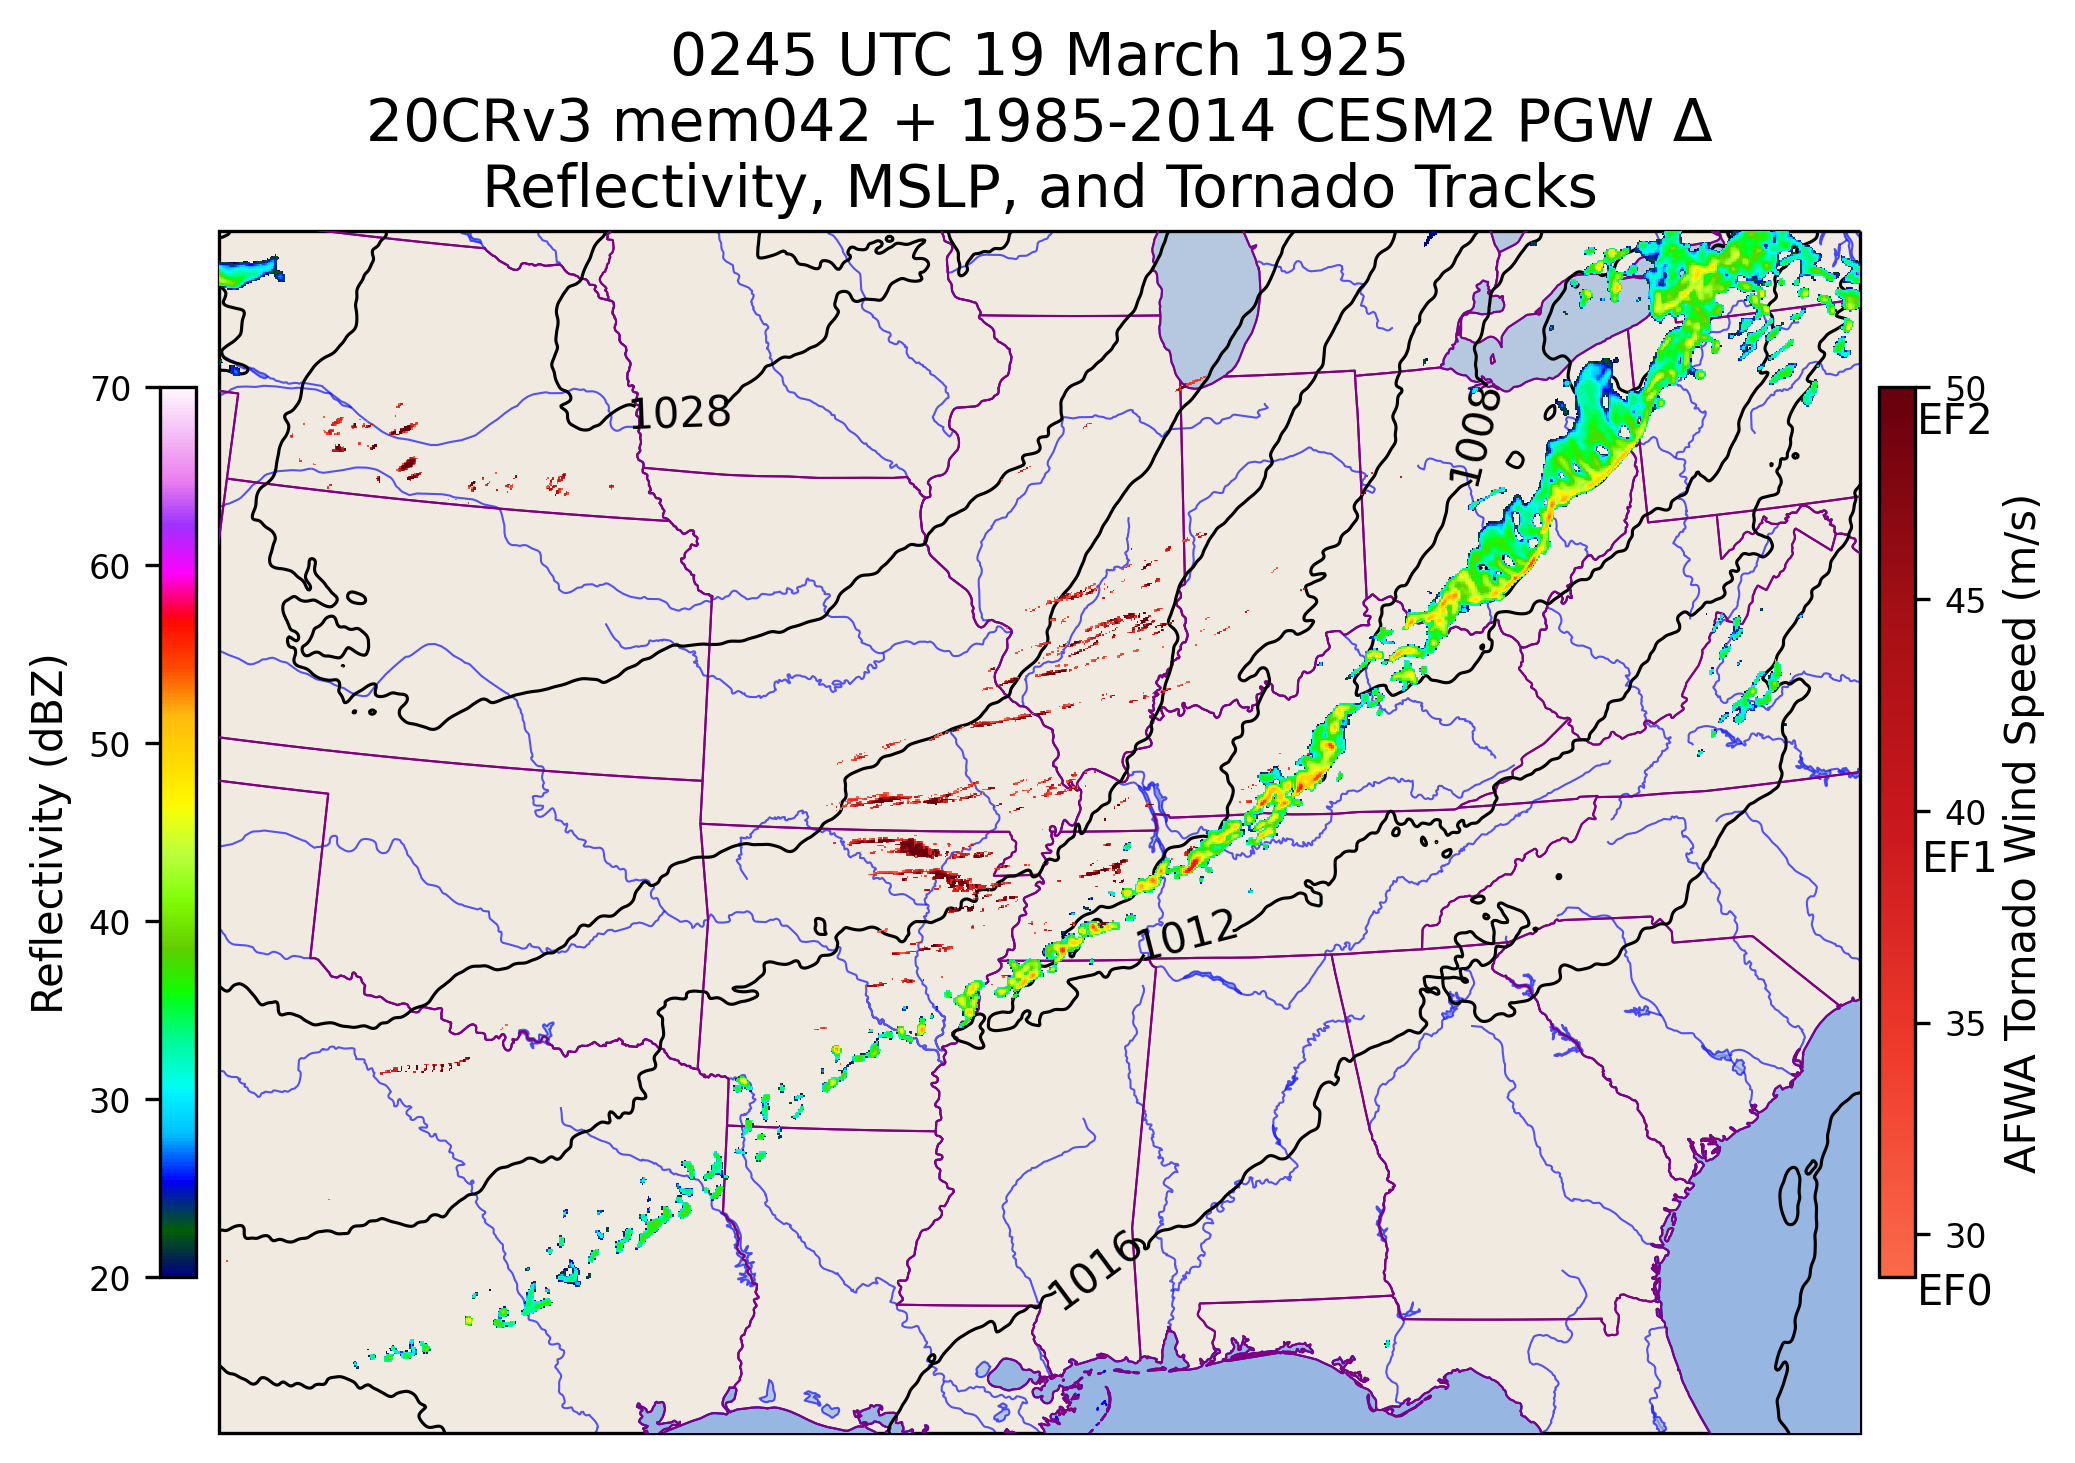 0245 UTC 19 March 1925
20CRv3 mem042 + 1985-2014 CESM2 PGW Δ
Reflectivity, MSLP, and Tornado Tracks
Reflectivity (dBZ)
70
60
50
40
30
20
1028
1008
1012
1016
50
EF2
45
40
EF1
35
30
EF0
AFWA Tornado Wind Speed (m/s)